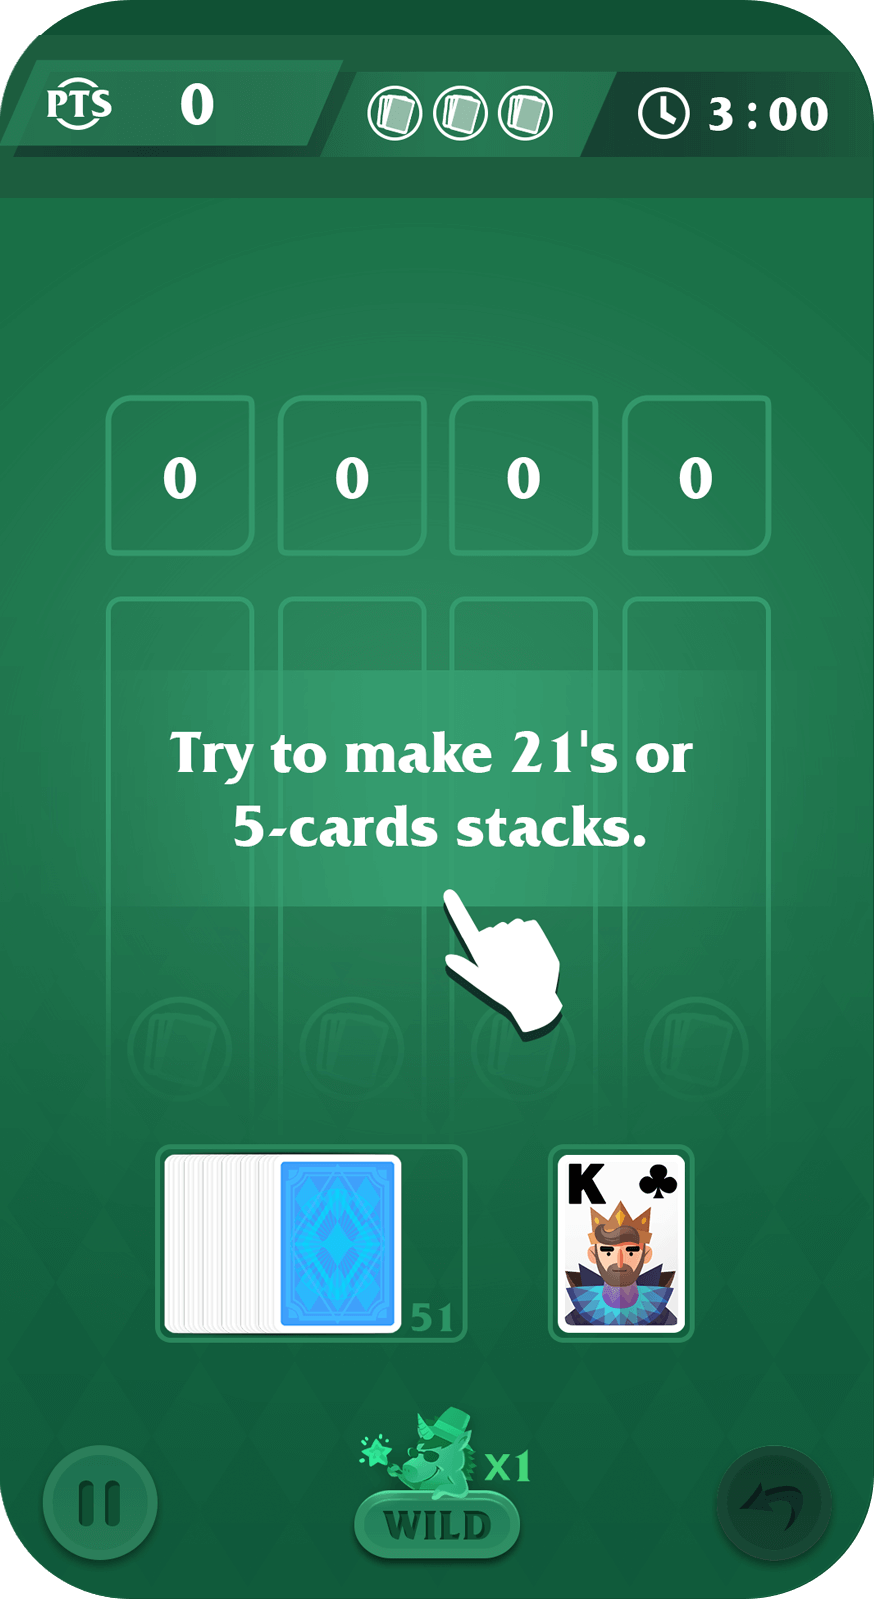 PTS 0 3:00
0 0 0 0
Try to make 21's or
5-cards stacks.
51
K
x1
WILD